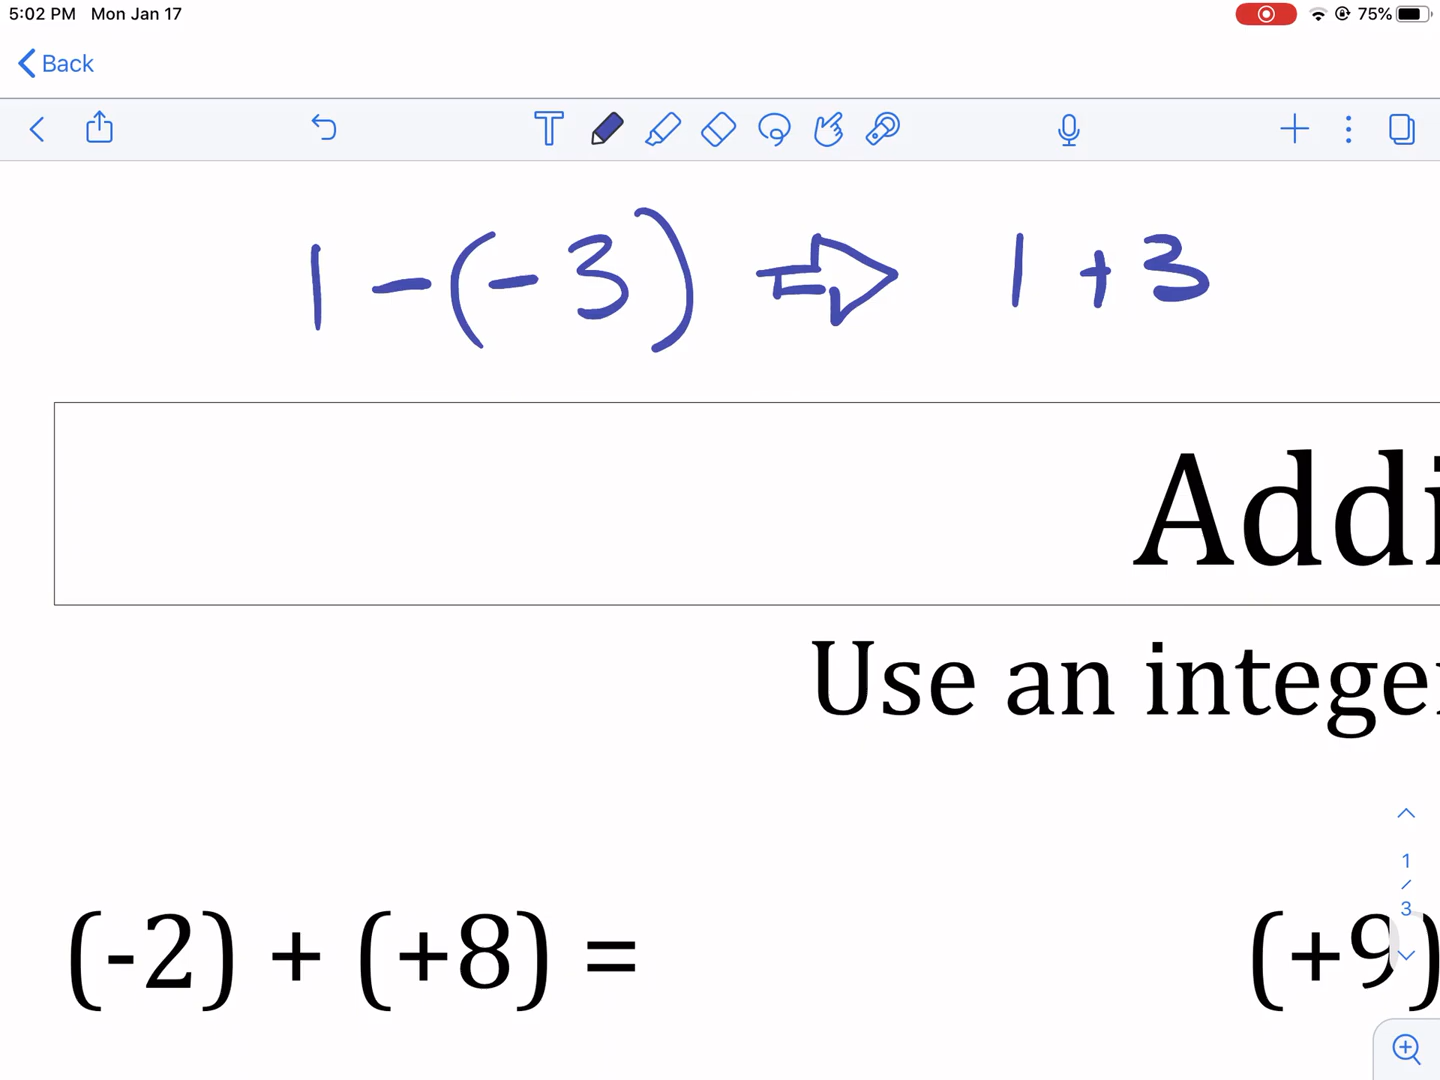 5:02 PM Mon Jan 17
75%
Back
T
1 - (- 3) ⇒ 1 + 3
Addi
Use an intege
1
/
3
(-2) + (+8) =
(+9)